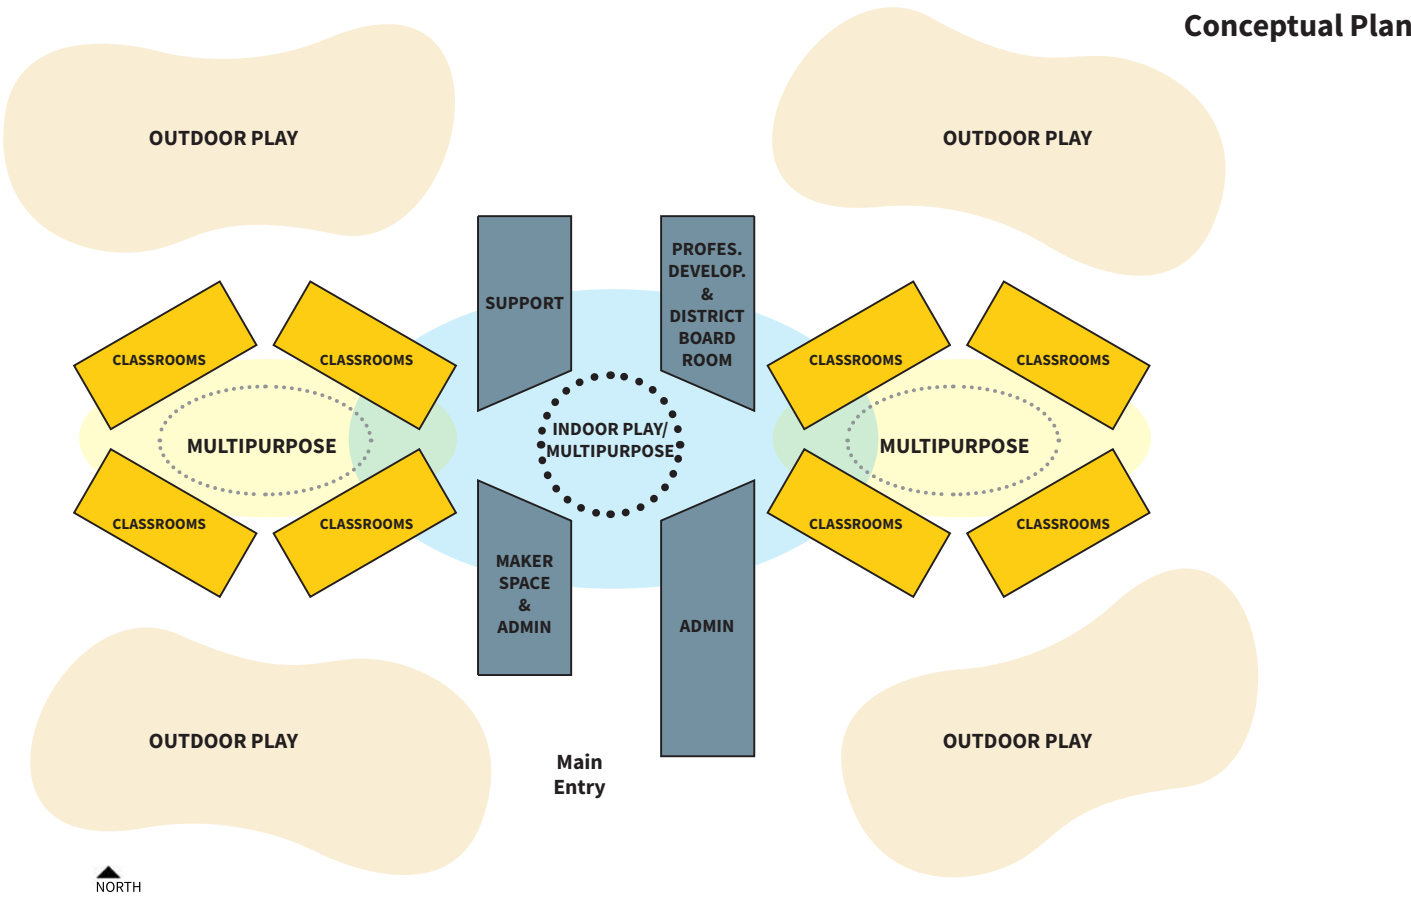 Conceptual Plan
OUTDOOR PLAY
OUTDOOR PLAY
SUPPORT
PROFES.
DEVELOP.
&
DISTRICT
BOARD
ROOM
CLASSROOMS
CLASSROOMS
CLASSROOMS
CLASSROOMS
MULTIPURPOSE
INDOOR PLAY/
MULTIPURPOSE
MULTIPURPOSE
CLASSROOMS
CLASSROOMS
CLASSROOMS
CLASSROOMS
MAKER
SPACE
&
ADMIN
ADMIN
OUTDOOR PLAY
OUTDOOR PLAY
Main
Entry
NORTH